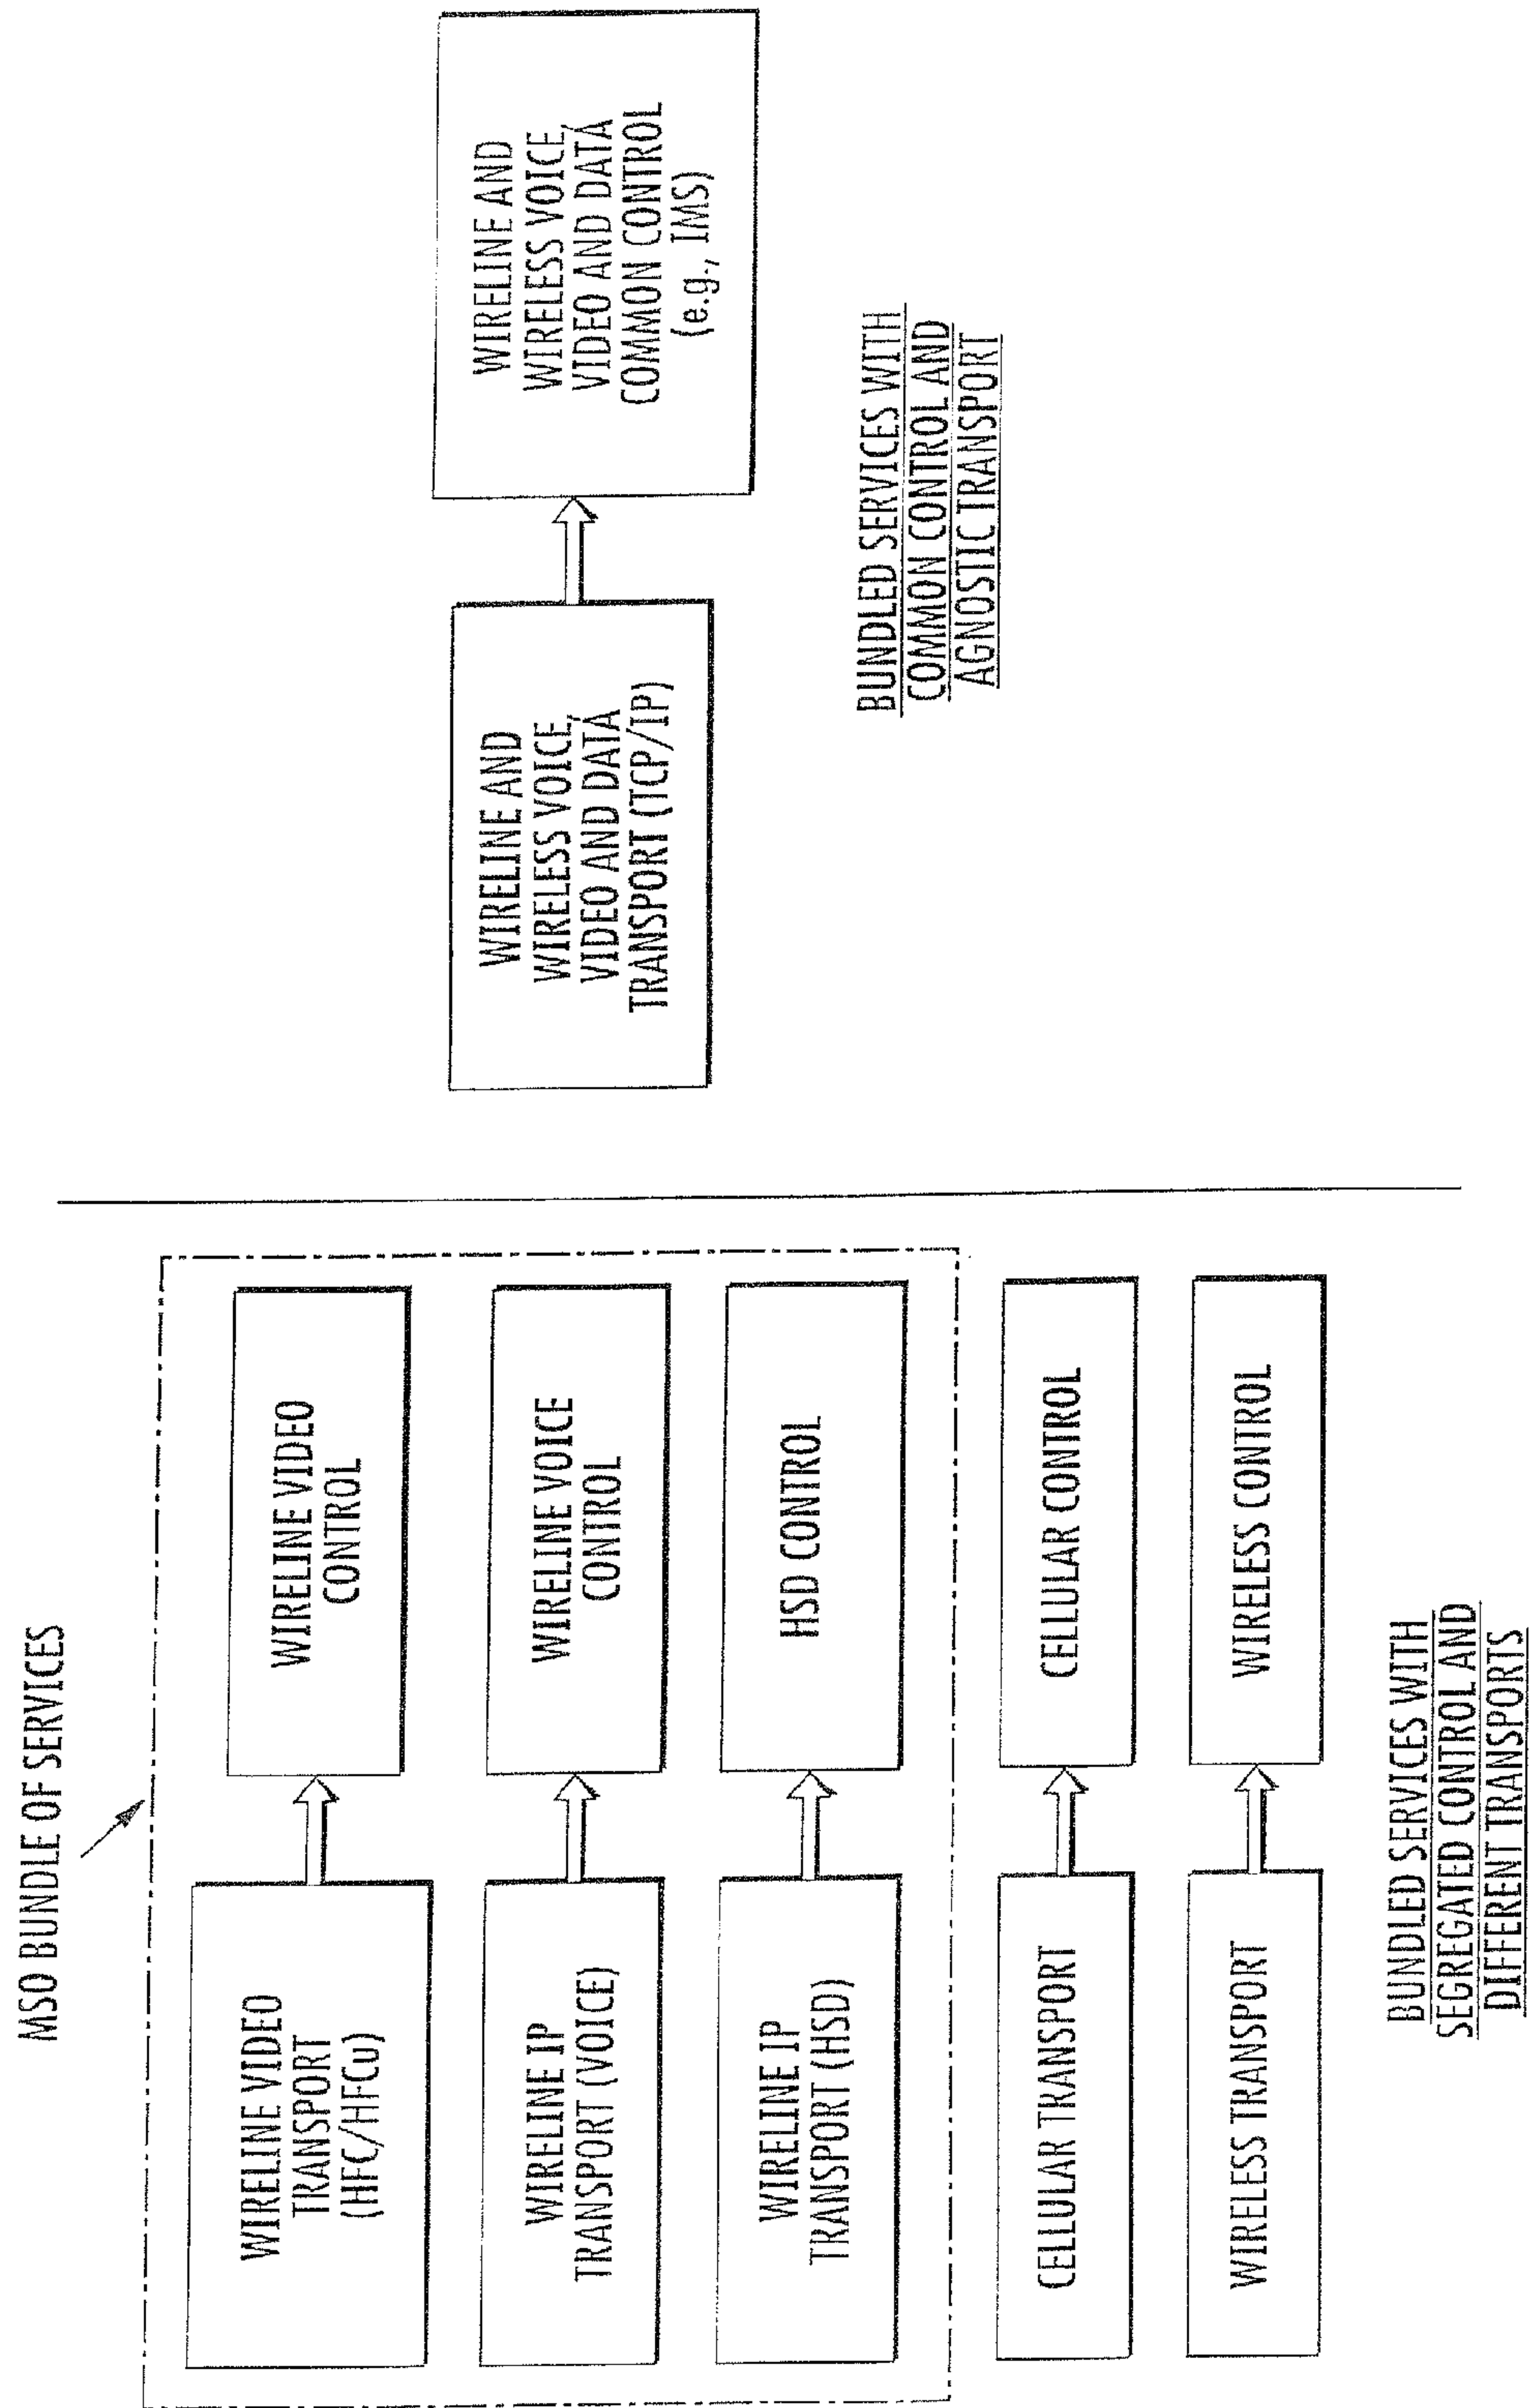 MSO BUNDLE OF SERVICES
WIRELINE VIDEO
TRANSPORT
(HFC/HFCu)
WIRELINE VIDEO
CONTROL
WIRELINE IP
TRANSPORT (VOICE)
WIRELINE VOICE
CONTROL
WIRELINE IP
TRANSPORT (HSD)
HSD CONTROL
CELLULAR TRANSPORT
CELLULAR CONTROL
WIRELESS TRANSPORT
WIRELESS CONTROL
BUNDLED SERVICES WITH
SEGREGATED CONTROL AND
DIFFERENT TRANSPORTS
WIRELINE AND
WIRELESS VOICE,
VIDEO AND DATA
TRANSPORT (TCP/IP)
WIRELINE AND
WIRELESS VOICE,
VIDEO AND DATA
COMMON CONTROL
(e.g., IMS)
BUNDLED SERVICES WITH
COMMON CONTROL AND
AGNOSTIC TRANSPORT